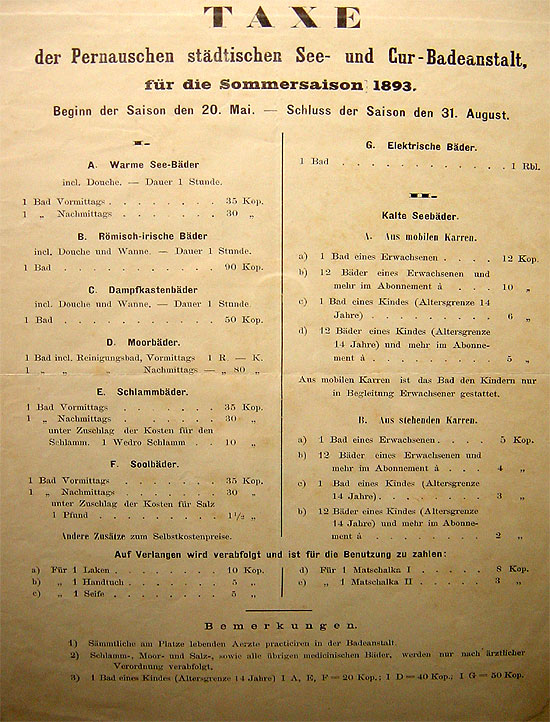 TAXE
der Pernauschen städtischen See- und Cur-Badeanstalt,
für die Sommersaison 1893.
Beginn der Saison den 20. Mai. — Schluss der Saison den 31. August.
I.
A. Warme See-Bäder
incl. Douche. — Dauer 1 Stunde.
1 Bad Vormittags . . . . . . . . 35 Kop.
1 „ Nachmittags . . . . . . . 30 „
B. Römisch-irische Bäder
incl. Douche und Wanne. — Dauer 1 Stunde.
1 Bad . . . . . . . . . . . 90 Kop.
C. Dampfkastenbäder
incl. Douche und Wanne. — Dauer 1 Stunde
1 Bad . . . . . . . . . . . 50 Kop.
D. Moorbäder.
1 Bad incl. Reinigungsbad, Vormittags 1 R. — K.
1 „ „ „ Nachmittags — „ 80 „
E. Schlammbäder.
1 Bad Vormittags . . . . . . . . 35 Kop.
1 „ Nachmittags . . . . . . . 30 „
unter Zuschlag der Kosten für den
Schlamm. 1 Wedro Schlamm . . 10 „
F. Soolbäder.
1 Bad Vormittags . . . . . . . . 35 Kop.
1 „ Nachmittags . . . . . . . 30 „
unter Zuschlag der Kosten für Salz
1 Pfund . . . . . . . . . 1½ „
Andere Zusätze zum Selbstkostenpreise.
G. Elektrische Bäder.
1 Bad . . . . . . . . . . . 1 Rbl.
II.
Kalte Seebäder.
A. Aus mobilen Karren.
a) 1 Bad eines Erwachsenen . . . . 12 Kop.
b) 12 Bäder eines Erwachsenen und
mehr im Abonnement à . . . 10 „
c) 1 Bad eines Kindes (Altersgrenze 14
Jahre) . . . . . . . . . . 6 „
d) 12 Bäder eines Kindes (Altersgrenze
14 Jahre) und mehr im Abonne-
ment à . . . . . . . . . . 5 „
Aus mobilen Karren ist das Bad den Kindern nur
in Begleitung Erwachsener gestattet.
B. Aus stehenden Karren.
a) 1 Bad eines Erwachsenen . . . . 5 Kop.
b) 12 Bäder eines Erwachsenen und
mehr im Abonnement à . . . 4 „
c) 1 Bad eines Kindes (Altersgrenze
14 Jahre) . . . . . . . . . 3 „
b) 12 Bäder eines Kindes (Altersgrenze
14 Jahre) und mehr im Abonne-
ment à . . . . . . . . . . 2 „
Auf Verlangen wird verabfolgt und ist für die Benutzung zu zahlen:
a) Für 1 Laken . . . . . . . . 10 Kop.
b) „ 1 Handtuch . . . . . . . 5 „
c) „ 1 Seife . . . . . . . . 5 „
d) Für 1 Matschalka I . . . . . 8 Kop.
e) „ 1 Matschalka II . . . . . 3 „
Bemerkungen.
1) Sämmtliche am Platze lebenden Aerzte practiciren in der Badeanstalt.
2) Schlamm-, Moor- und Salz-, sowie alle übrigen medicinischen Bäder, werden nur nach ärztlicher
Verordnung verabfolgt.
3) 1 Bad eines Kindes (Altersgrenze 14 Jahre) I A, E, F = 20 Kop.; I D = 40 Kop.; I G = 50 Kop.